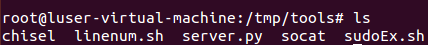 root@luser-virtual-machine:/tmp/tools# ls
chisel  linenum.sh  server.py  socat  sudoEx.sh